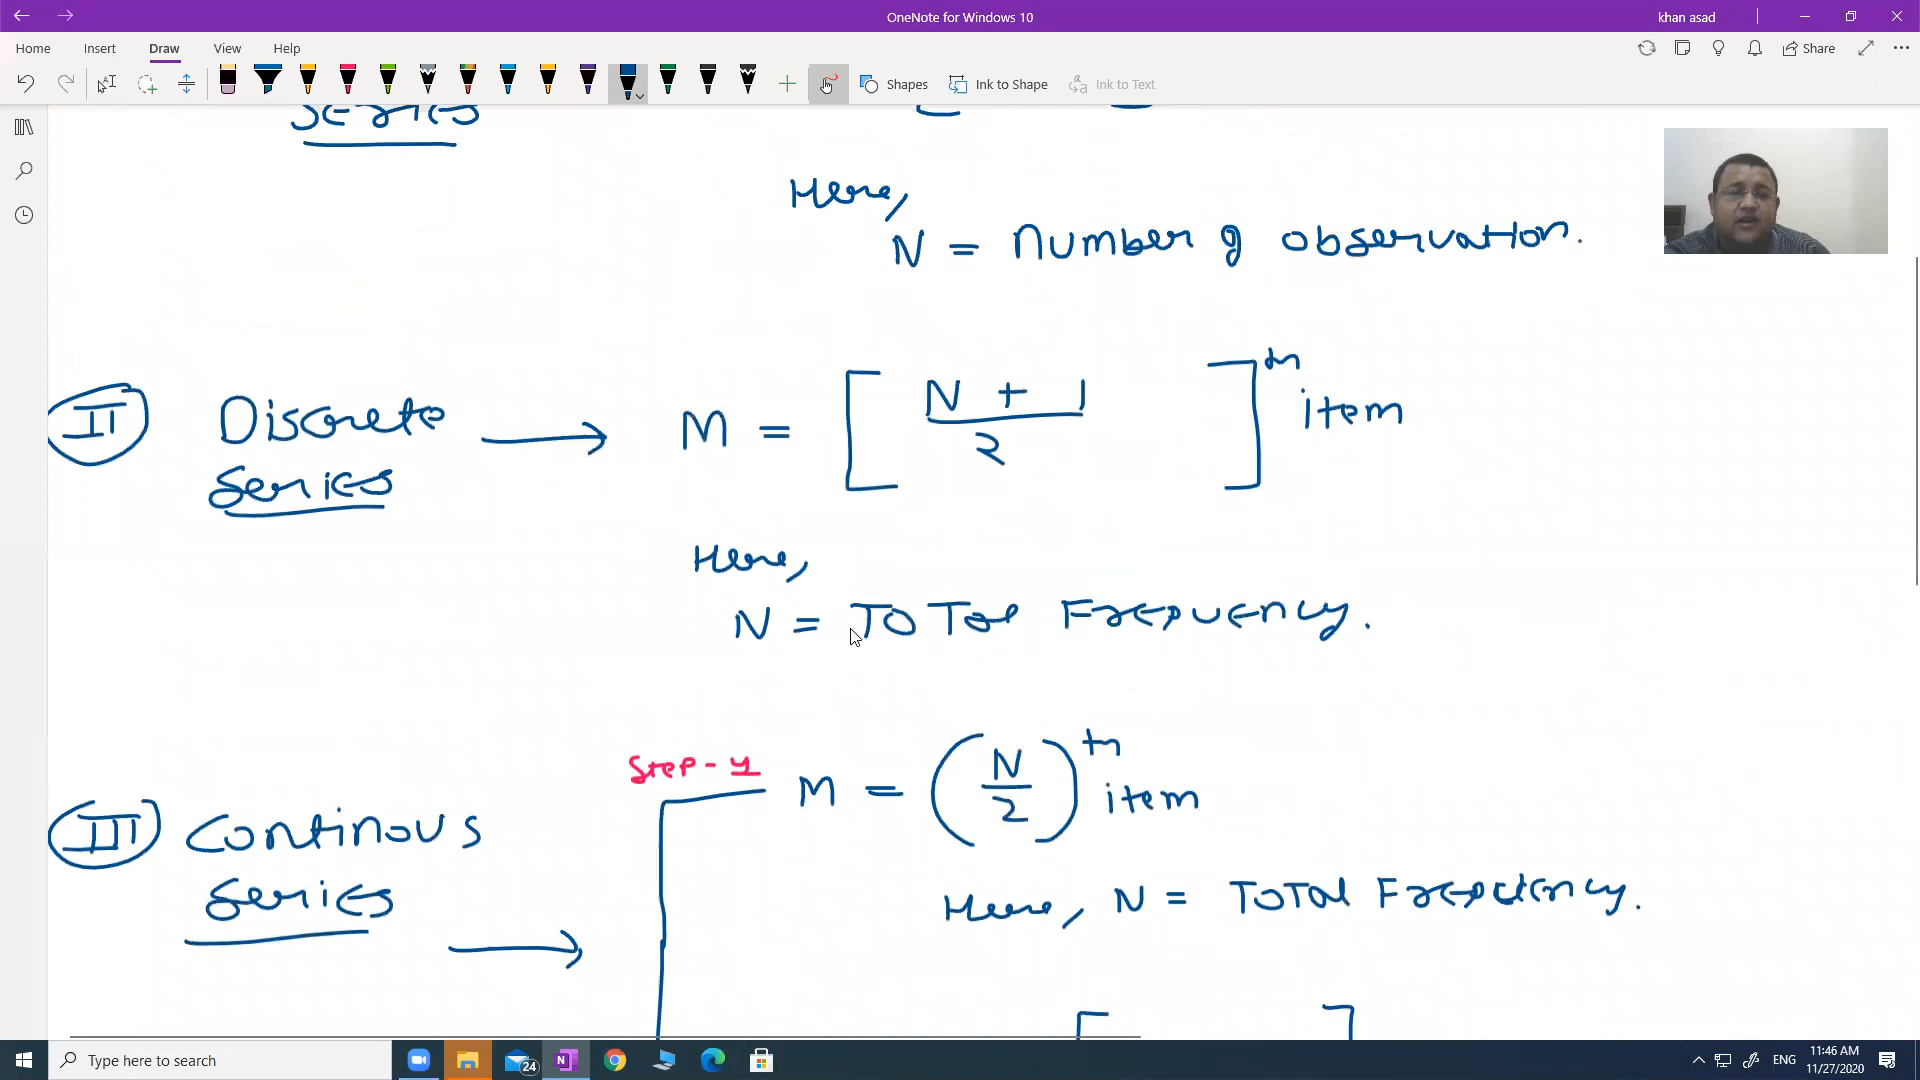 OneNote for Windows 10
khan asad
Home Insert Draw View Help
Share
Shapes
Ink to Shape
Ink to Text
series
Here,
N = Number of observation.
II Discrete series → M = [ N + 1 / 2 ]th item
Here,
N = TOTal Frequency.
Step-1 M = ( N / 2 )th item
III Continous series →
Here, N = TOTal Frequency.
Type here to search
24
ENG
11:46 AM
11/27/2020